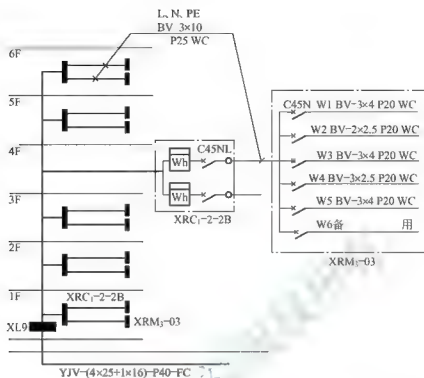 L、N、PE
BV 3×10
P25 WC
6F
5F
4F
3F
2F
1F
C45NL
Wh
Wh
XRC₁-2-2B
C45N W1 BV-3×4 P20 WC
W2 BV-2×2.5 P20 WC
W3 BV-3×4 P20 WC
W4 BV-3×2.5 P20 WC
W5 BV-3×4 P20 WC
W6备 用
XRM₃-03
XRC₁-2-2B
XL9
XRM₃-03
YJV-(4×25+1×16)-P40-FC